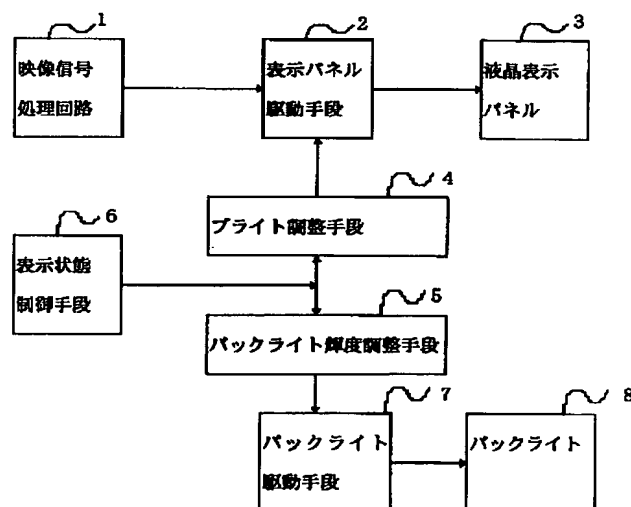 1
映像信号
処理回路
2
表示パネル
駆動手段
3
液晶表示
パネル
4
ブライト調整手段
6
表示状態
制御手段
5
バックライト輝度調整手段
7
バックライト
駆動手段
8
バックライト